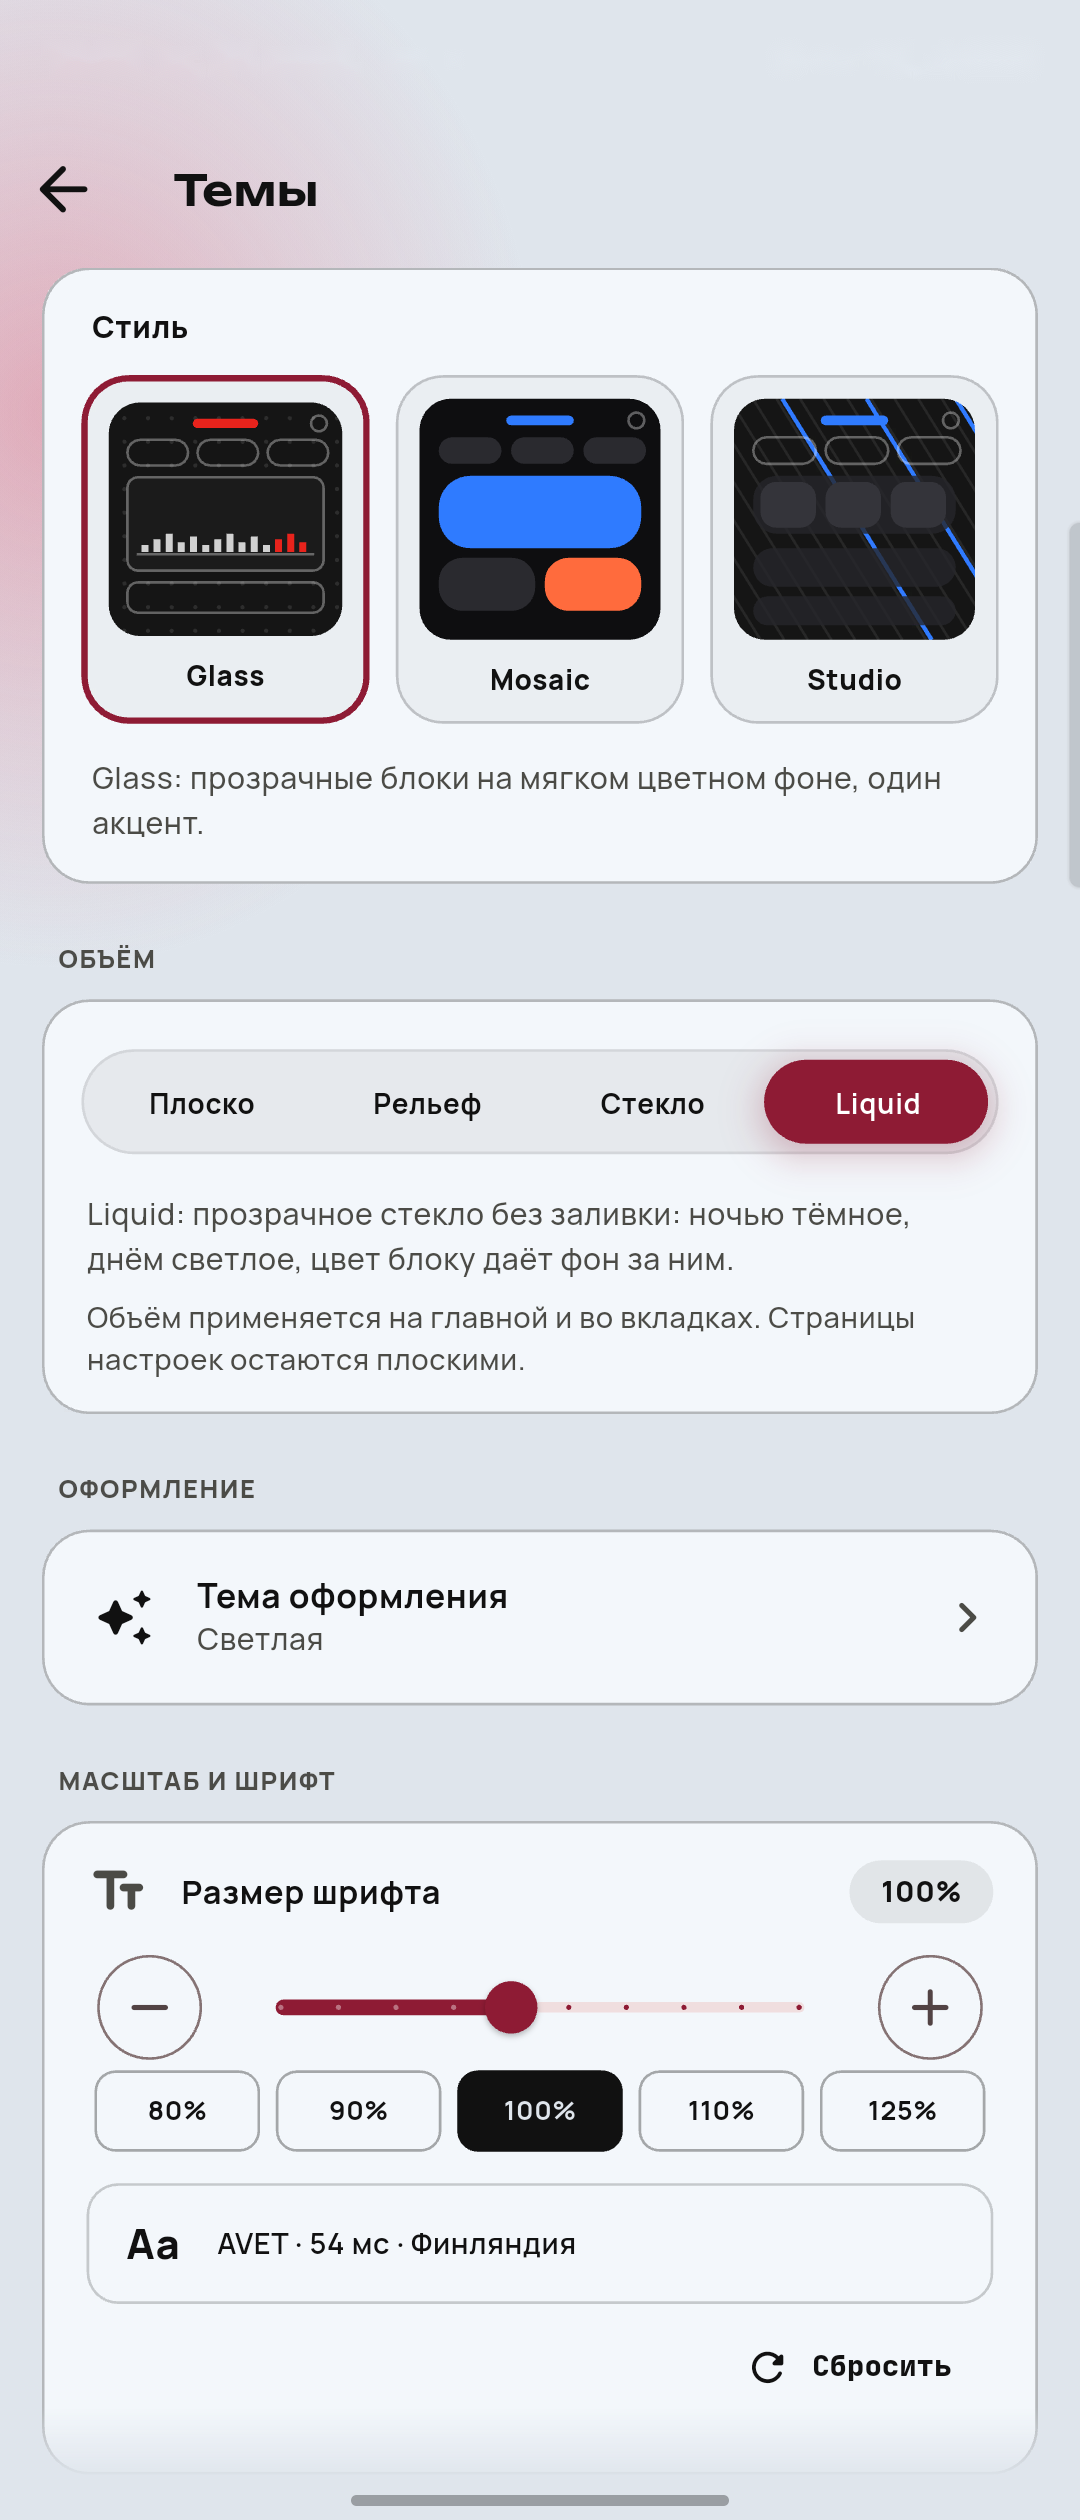 Темы
Стиль
Glass
Mosaic
Studio
Glass: прозрачные блоки на мягком цветном фоне, один
акцент.
ОБЪЁМ
Плоско
Рельеф
Стекло
Liquid
Liquid: прозрачное стекло без заливки: ночью тёмное,
днём светлое, цвет блоку даёт фон за ним.
Объём применяется на главной и во вкладках. Страницы
настроек остаются плоскими.
ОФОРМЛЕНИЕ
Тема оформления
Светлая
МАСШТАБ И ШРИФТ
Размер шрифта
100%
80%
90%
100%
110%
125%
Aa
AVET · 54 мс · Финляндия
Сбросить